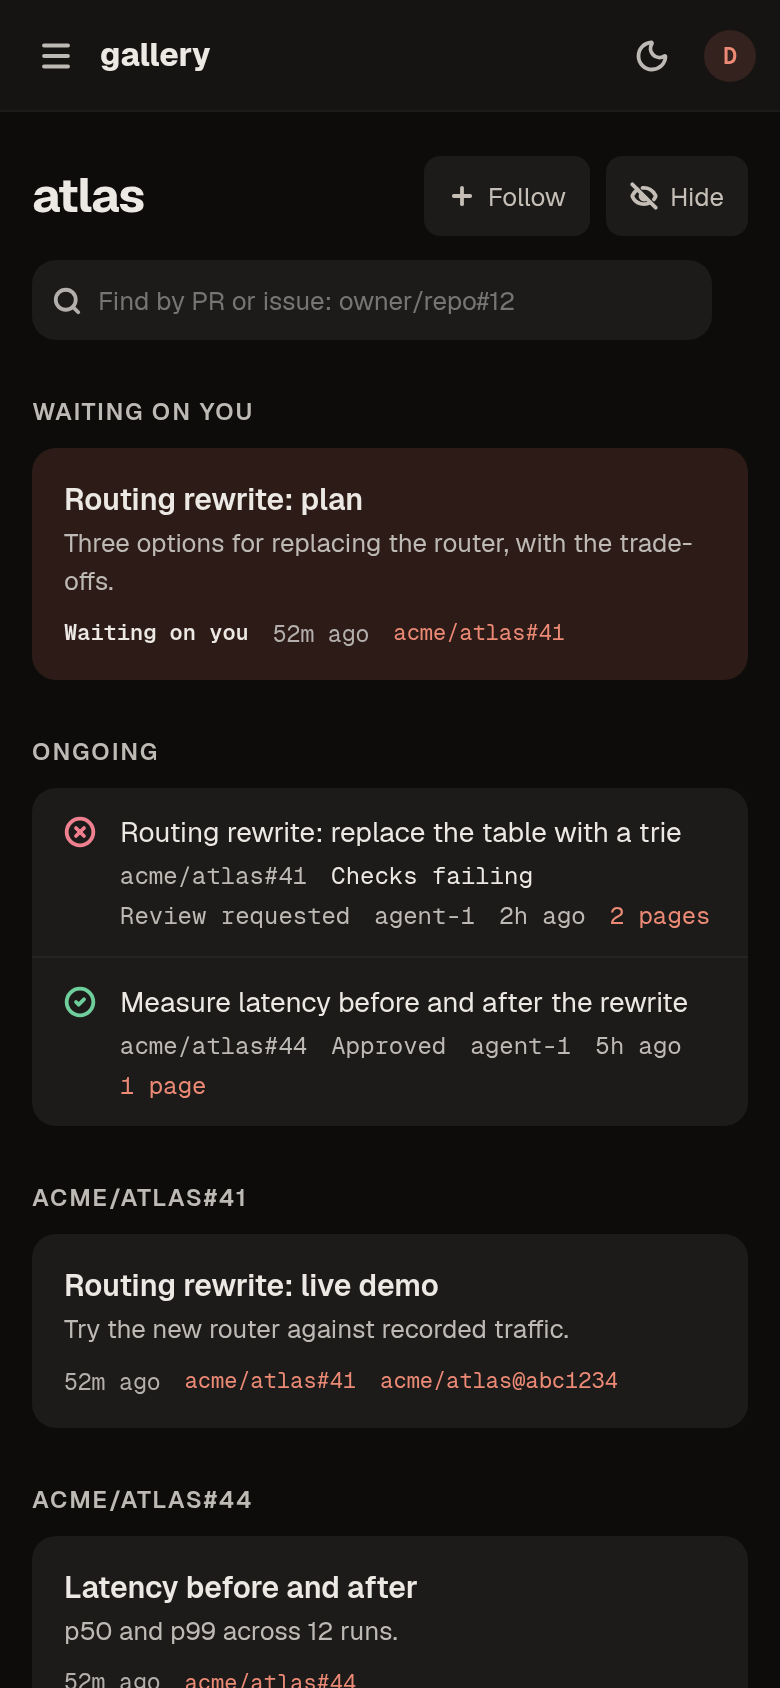 gallery
D
atlas
Follow
Hide
Find by PR or issue: owner/repo#12
WAITING ON YOU
Routing rewrite: plan
Three options for replacing the router, with the trade-
offs.
Waiting on you 52m ago acme/atlas#41
ONGOING
Routing rewrite: replace the table with a trie
acme/atlas#41 Checks failing
Review requested agent-1 2h ago 2 pages
Measure latency before and after the rewrite
acme/atlas#44 Approved agent-1 5h ago
1 page
ACME/ATLAS#41
Routing rewrite: live demo
Try the new router against recorded traffic.
52m ago acme/atlas#41 acme/atlas@abc1234
ACME/ATLAS#44
Latency before and after
p50 and p99 across 12 runs.
52m ago acme/atlas#44